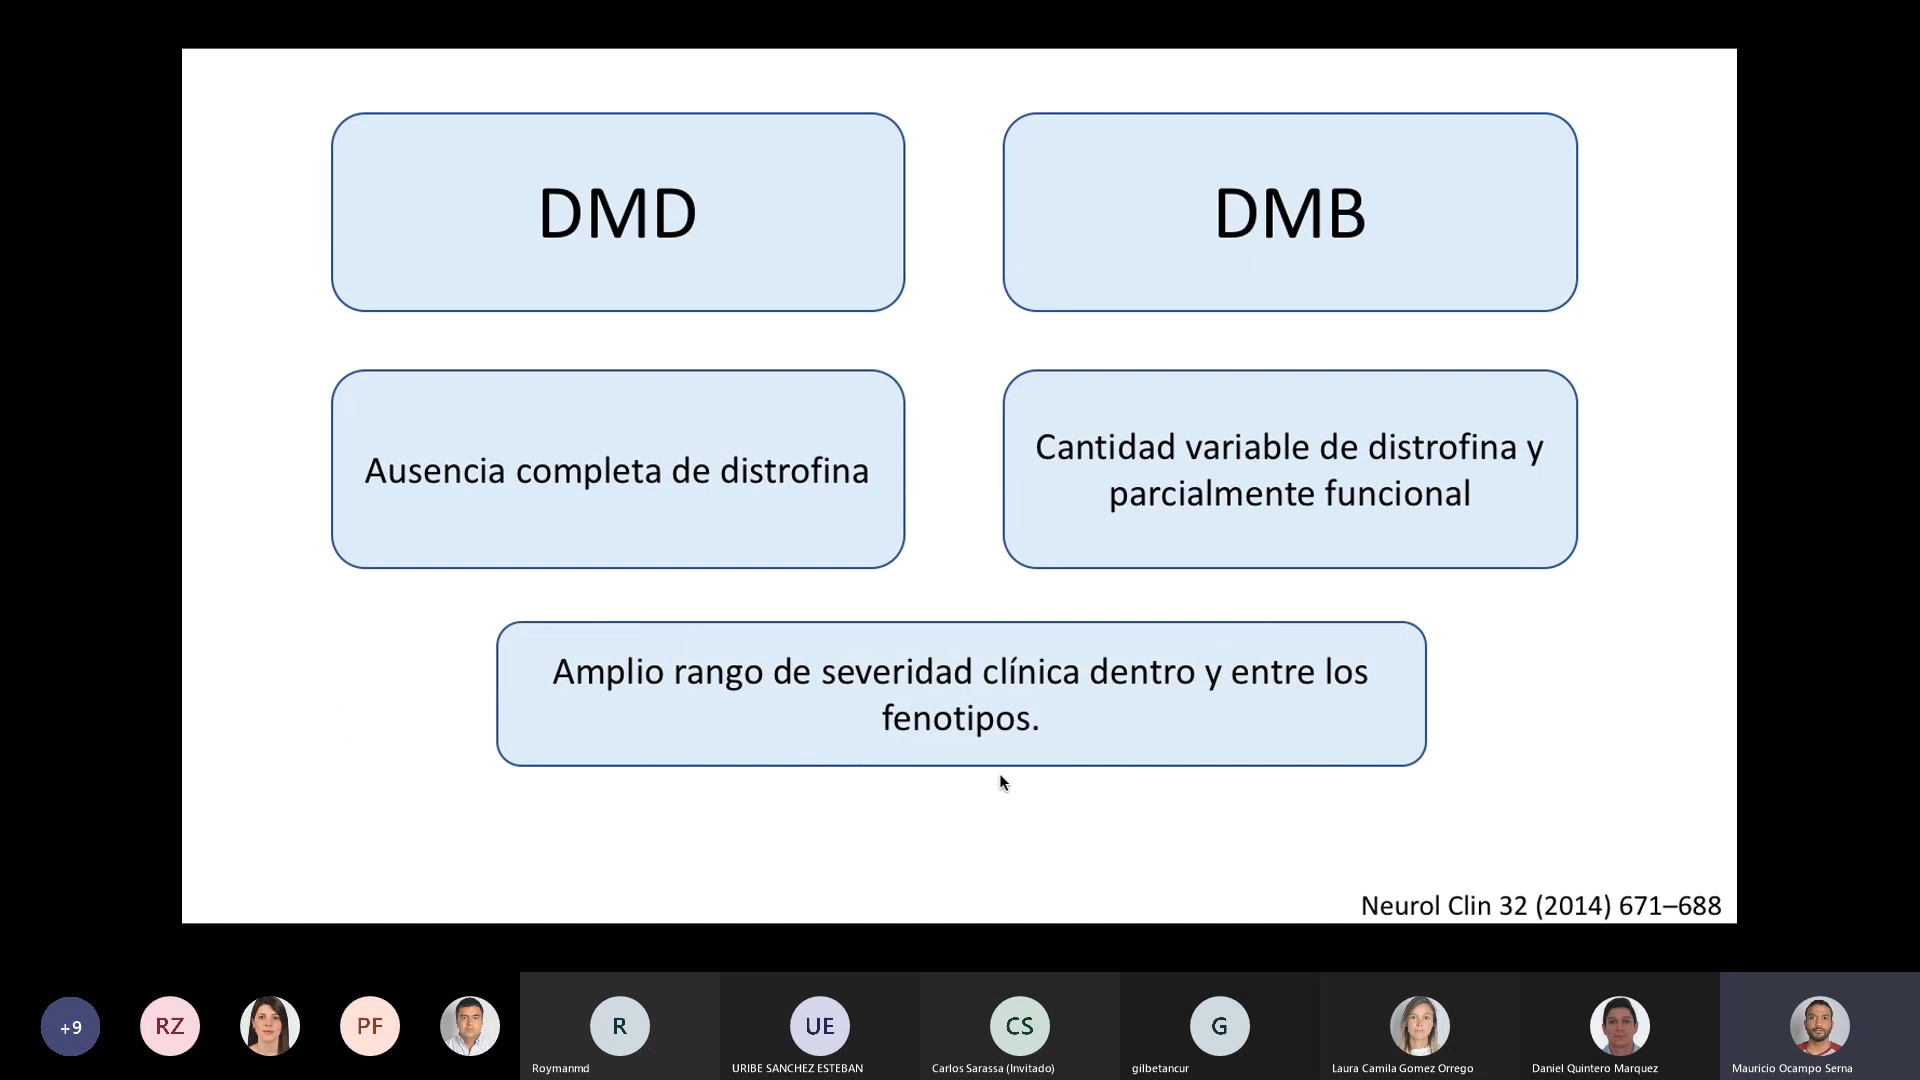 DMD
DMB
Ausencia completa de distrofina
Cantidad variable de distrofina y
parcialmente funcional
Amplio rango de severidad clínica dentro y entre los
fenotipos.
Neurol Clin 32 (2014) 671–688
+9
RZ
PF
R
UE
CS
G
Roymanmd
URIBE SANCHEZ ESTEBAN
Carlos Sarassa (Invitado)
gilbetancur
Laura Camila Gomez Orrego
Daniel Quintero Marquez
Mauricio Ocampo Serna